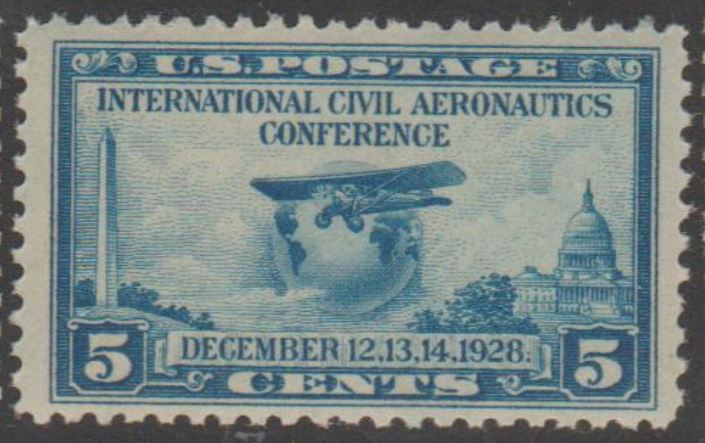 U.S. POSTAGE
INTERNATIONAL CIVIL AERONAUTICS
CONFERENCE
5 DECEMBER 12,13,14,1928. 5
CENTS